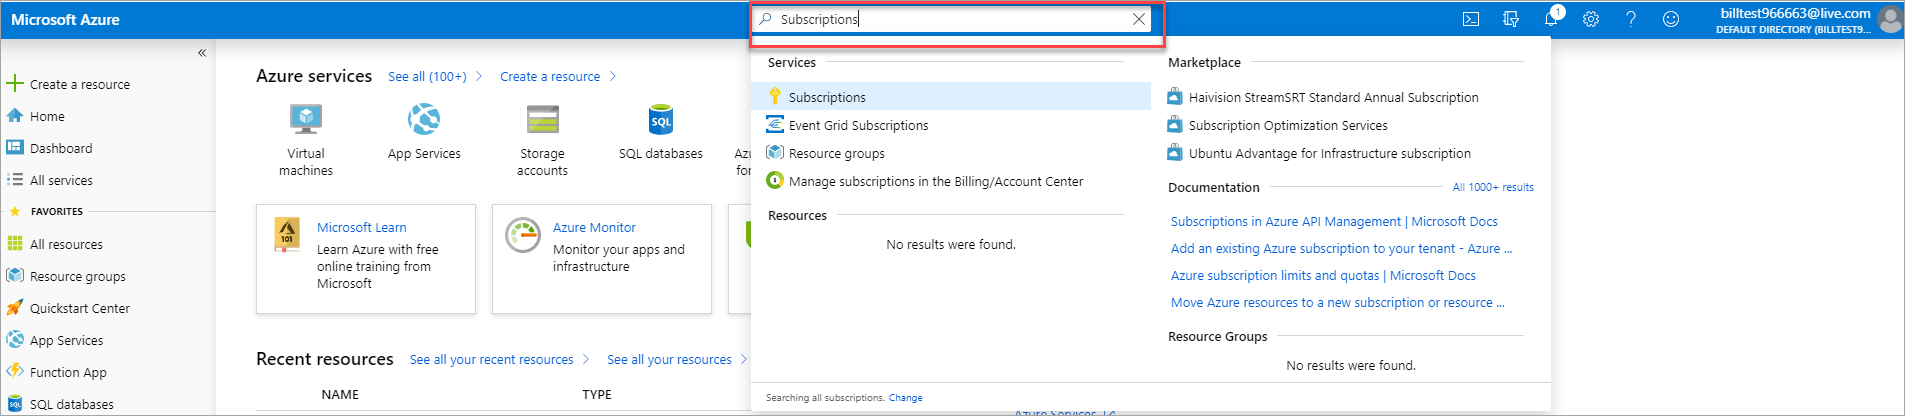 Microsoft Azure
Subscriptions
1
billtest966663@live.com
DEFAULT DIRECTORY (BILLTEST9...
Create a resource
Home
Dashboard
All services
FAVORITES
All resources
Resource groups
Quickstart Center
App Services
Function App
SQL databases
Azure services
See all (100+)
Create a resource
Virtual
machines
App Services
Storage
accounts
SQL
SQL databases
101
Microsoft Learn
Learn Azure with free
online training from
Microsoft
Azure Monitor
Monitor your apps and
infrastructure
Recent resources
See all your recent resources
See all your resources
NAME
TYPE
Services
Subscriptions
Event Grid Subscriptions
Resource groups
Manage subscriptions in the Billing/Account Center
Resources
No results were found.
Marketplace
Haivision StreamSRT Standard Annual Subscription
Subscription Optimization Services
Ubuntu Advantage for Infrastructure subscription
Documentation
All 1000+ results
Subscriptions in Azure API Management | Microsoft Docs
Add an existing Azure subscription to your tenant - Azure ...
Azure subscription limits and quotas | Microsoft Docs
Move Azure resources to a new subscription or resource ...
Resource Groups
No results were found.
Searching all subscriptions. Change